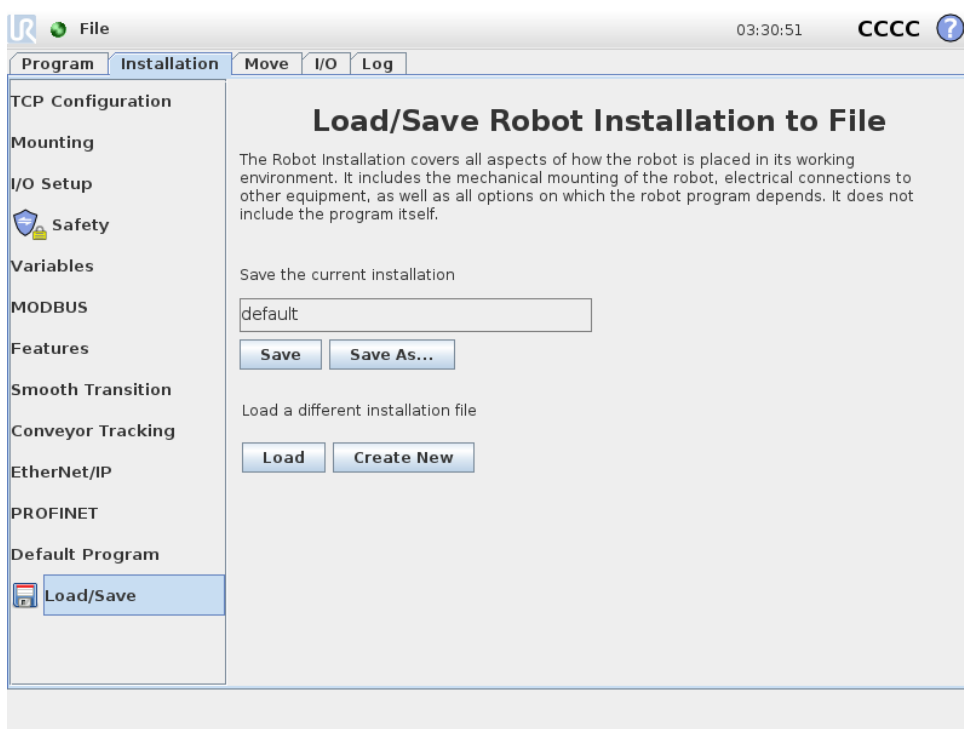 UR File 03:30:51 CCCC ?
Program Installation Move I/O Log
TCP Configuration
Mounting
I/O Setup
Safety
Variables
MODBUS
Features
Smooth Transition
Conveyor Tracking
EtherNet/IP
PROFINET
Default Program
Load/Save
Load/Save Robot Installation to File
The Robot Installation covers all aspects of how the robot is placed in its working
environment. It includes the mechanical mounting of the robot, electrical connections to
other equipment, as well as all options on which the robot program depends. It does not
include the program itself.
Save the current installation
default
Save Save As...
Load a different installation file
Load Create New